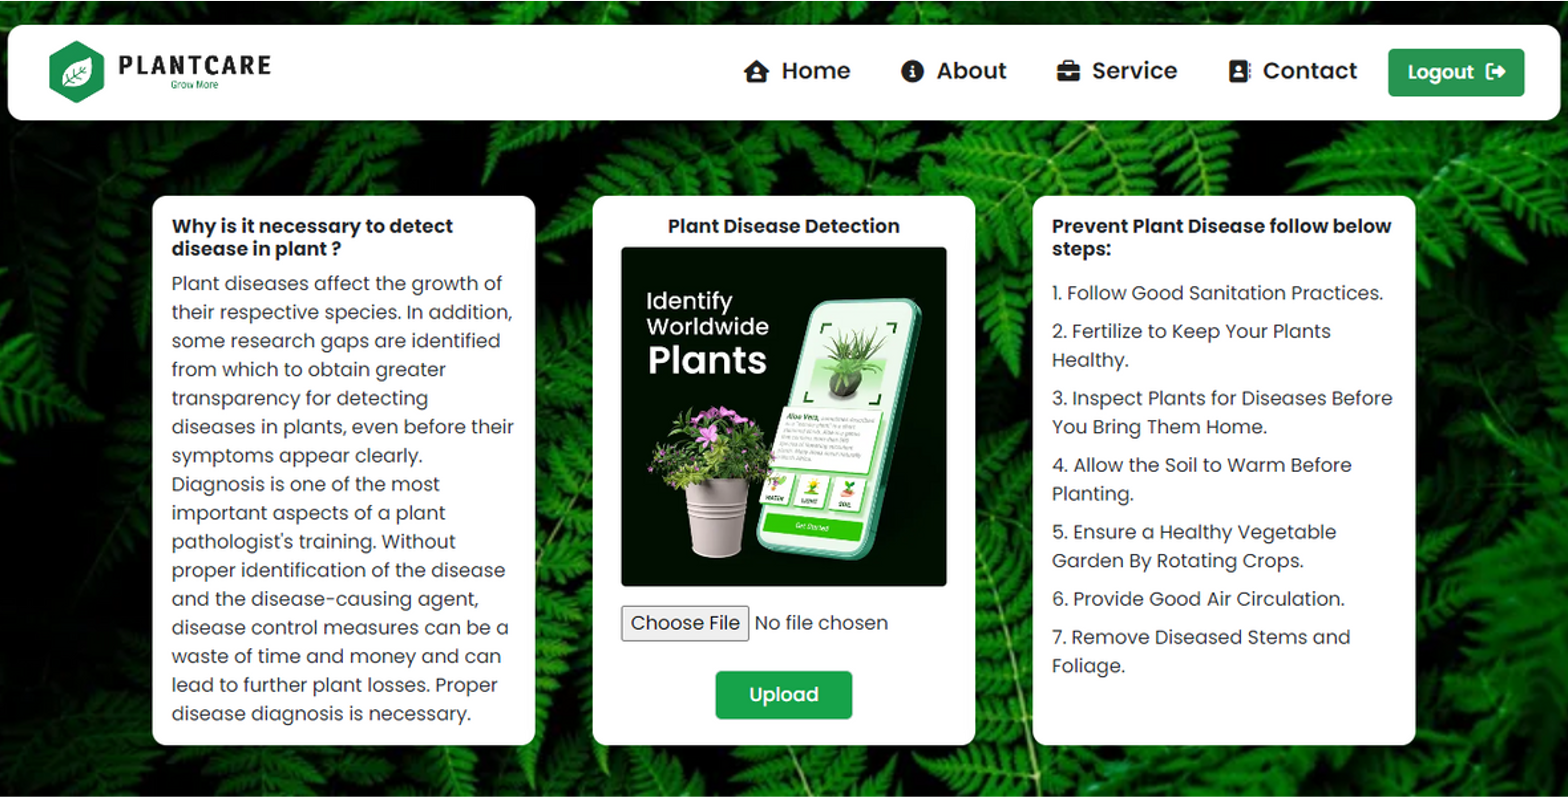 PLANTCARE
Grow More
Home
About
Service
Contact
Logout
Why is it necessary to detect
disease in plant ?
Plant diseases affect the growth of
their respective species. In addition,
some research gaps are identified
from which to obtain greater
transparency for detecting
diseases in plants, even before their
symptoms appear clearly.
Diagnosis is one of the most
important aspects of a plant
pathologist's training. Without
proper identification of the disease
and the disease-causing agent,
disease control measures can be a
waste of time and money and can
lead to further plant losses. Proper
disease diagnosis is necessary.
Plant Disease Detection
Identify
Worldwide
Plants
Aloe Vera,
WATER
LIGHT
SOIL
Get Started
Choose File No file chosen
Upload
Prevent Plant Disease follow below
steps:
1. Follow Good Sanitation Practices.
2. Fertilize to Keep Your Plants
Healthy.
3. Inspect Plants for Diseases Before
You Bring Them Home.
4. Allow the Soil to Warm Before
Planting.
5. Ensure a Healthy Vegetable
Garden By Rotating Crops.
6. Provide Good Air Circulation.
7. Remove Diseased Stems and
Foliage.